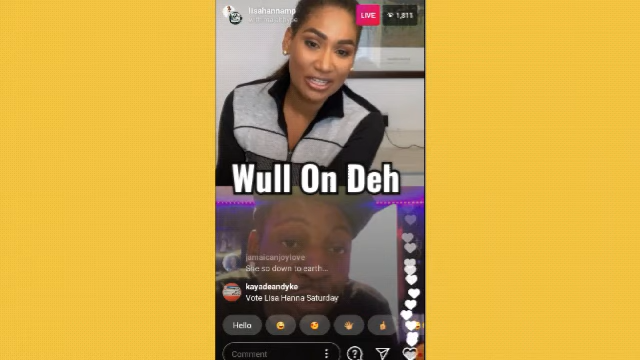 lisahannamp
LIVE
1,811
Wull On Deh
jamaicanjoylove
She so down to earth...
kayadeandyke
Vote Lisa Hanna Saturday
Hello
Comment